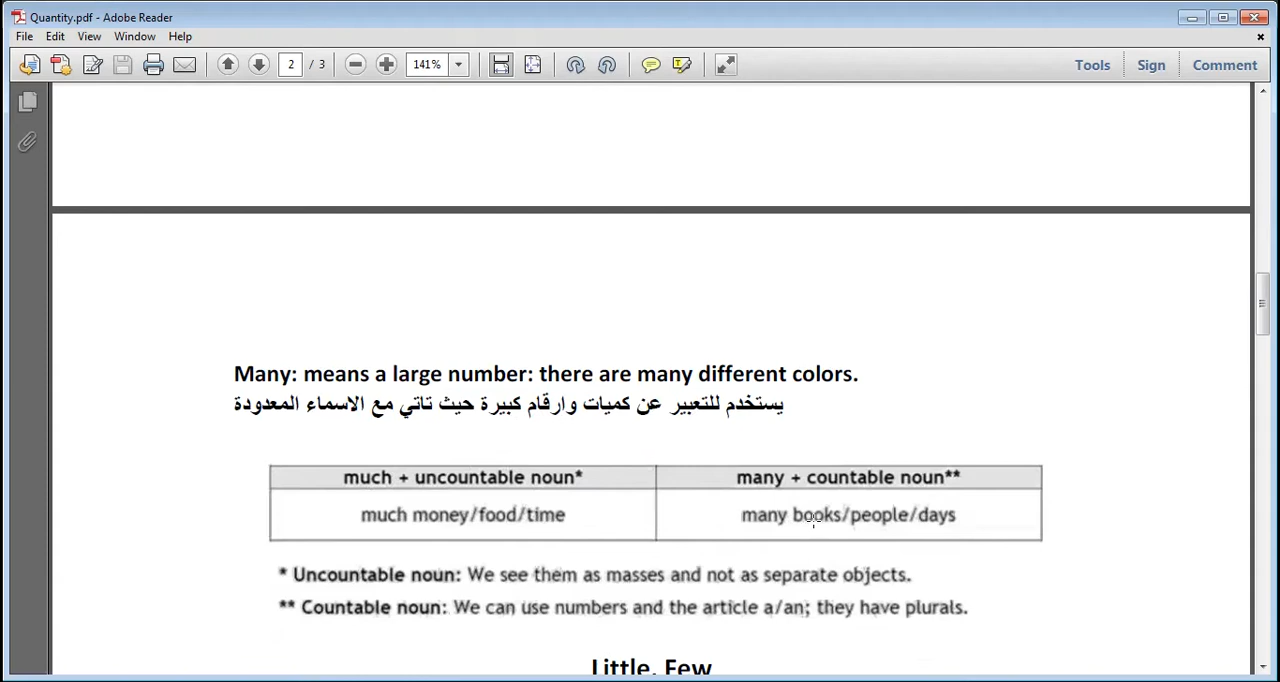 Quantity.pdf - Adobe Reader
File Edit View Window Help
2 / 3 141% Tools Sign Comment
Many: means a large number: there are many different colors.
يستخدم للتعبير عن كميات وارقام كبيرة حيث تاتي مع الاسماء المعدودة
much + uncountable noun* many + countable noun**
much money/food/time many books/people/days
* Uncountable noun: We see them as masses and not as separate objects.
** Countable noun: We can use numbers and the article a/an; they have plurals.
Little, Few